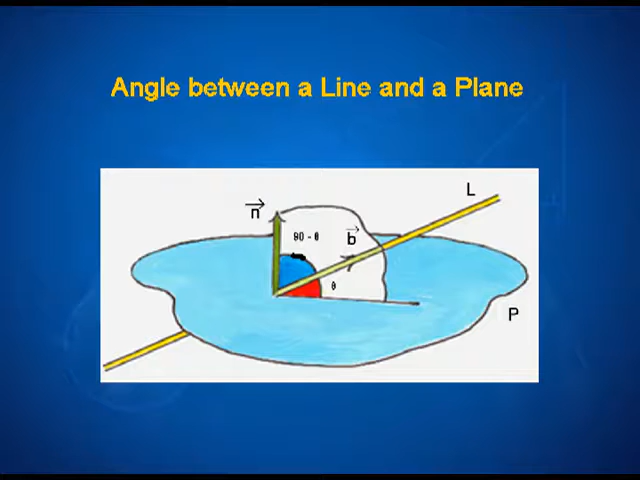 Angle between a Line and a Plane
L
n
90 - θ
b
θ
P